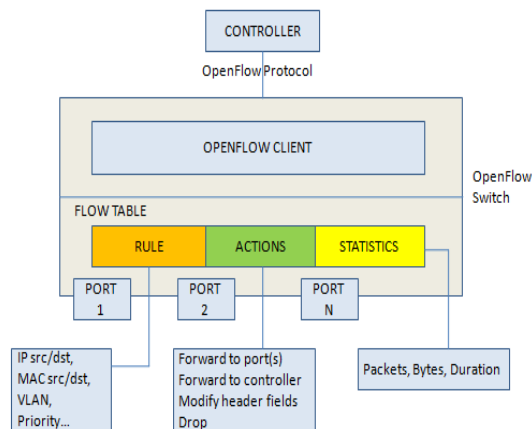 CONTROLLER
OpenFlow Protocol
OPENFLOW CLIENT
OpenFlow
Switch
FLOW TABLE
RULE
ACTIONS
STATISTICS
PORT
1
PORT
2
PORT
N
IP src/dst,
MAC src/dst,
VLAN,
Priority...
Forward to port(s)
Forward to controller
Modify header fields
Drop
Packets, Bytes, Duration